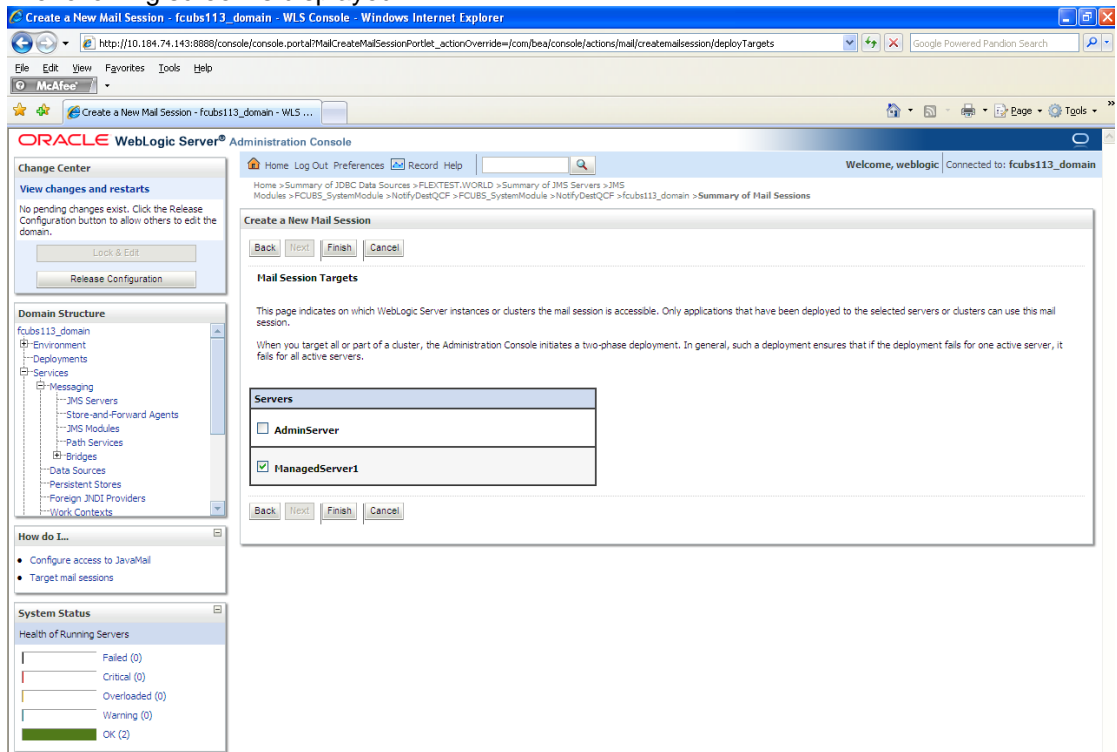 Create a New Mail Session - fcubs113_domain - WLS Console - Windows Internet Explorer
http://10.184.74.143:8888/console/console.portal?MailCreateMailSessionPortlet_actionOverride=/com/bea/console/actions/mail/createmailsession/deployTargets
Google Powered Pandion Search
File Edit View Favorites Tools Help
McAfee
Create a New Mail Session - fcubs113_domain - WLS ...
Page Tools
ORACLE WebLogic Server® Administration Console
Change Center
View changes and restarts
No pending changes exist. Click the Release
Configuration button to allow others to edit the
domain.
Lock & Edit
Release Configuration
Domain Structure
fcubs113_domain
Environment
Deployments
Services
Messaging
JMS Servers
Store-and-Forward Agents
JMS Modules
Path Services
Bridges
Data Sources
Persistent Stores
Foreign JNDI Providers
Work Contexts
How do I...
Configure access to JavaMail
Target mail sessions
System Status
Health of Running Servers
Failed (0)
Critical (0)
Overloaded (0)
Warning (0)
OK (2)
Home Log Out Preferences Record Help
Welcome, weblogic Connected to: fcubs113_domain
Home >Summary of JDBC Data Sources >FLEXTEST.WORLD >Summary of JMS Servers >JMS
Modules >FCUBS_SystemModule >NotifyDestQCF >FCUBS_SystemModule >NotifyDestQCF >fcubs113_domain >Summary of Mail Sessions
Create a New Mail Session
Back Next Finish Cancel
Mail Session Targets
This page indicates on which WebLogic Server instances or clusters the mail session is accessible. Only applications that have been deployed to the selected servers or clusters can use this mail
session.
When you target all or part of a cluster, the Administration Console initiates a two-phase deployment. In general, such a deployment ensures that if the deployment fails for one active server, it
fails for all active servers.
Servers
AdminServer
ManagedServer1
Back Next Finish Cancel